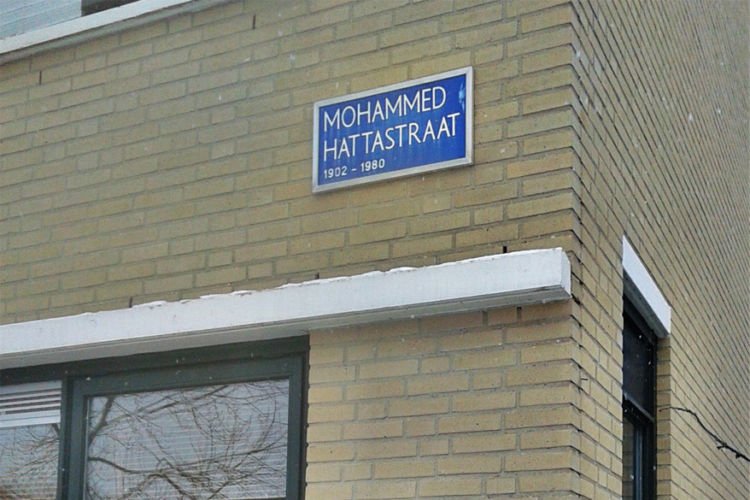 MOHAMMED
HATTASTRAAT
1902 - 1980